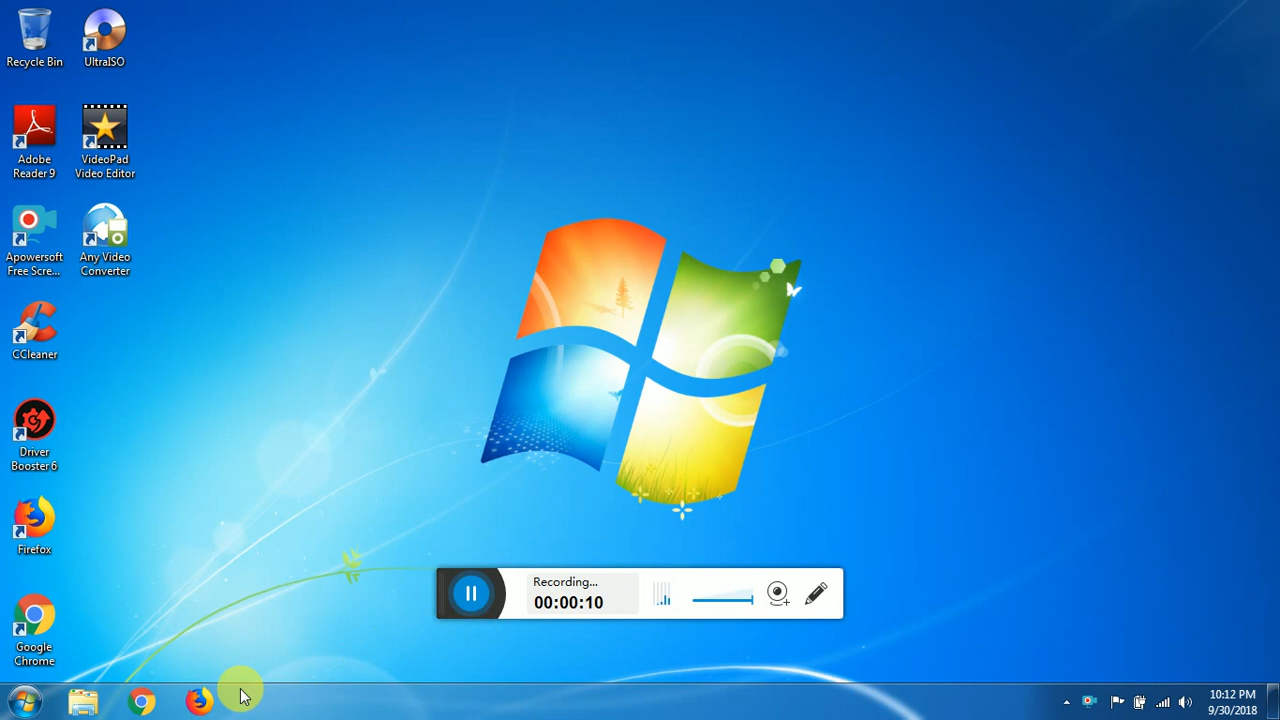 Recycle Bin
UltraISO
Adobe
Reader 9
VideoPad
Video Editor
Apowersoft
Free Scre...
Any Video
Converter
CCleaner
Driver
Booster 6
Firefox
Google
Chrome
Recording...
00:00:10
10:12 PM
9/30/2018